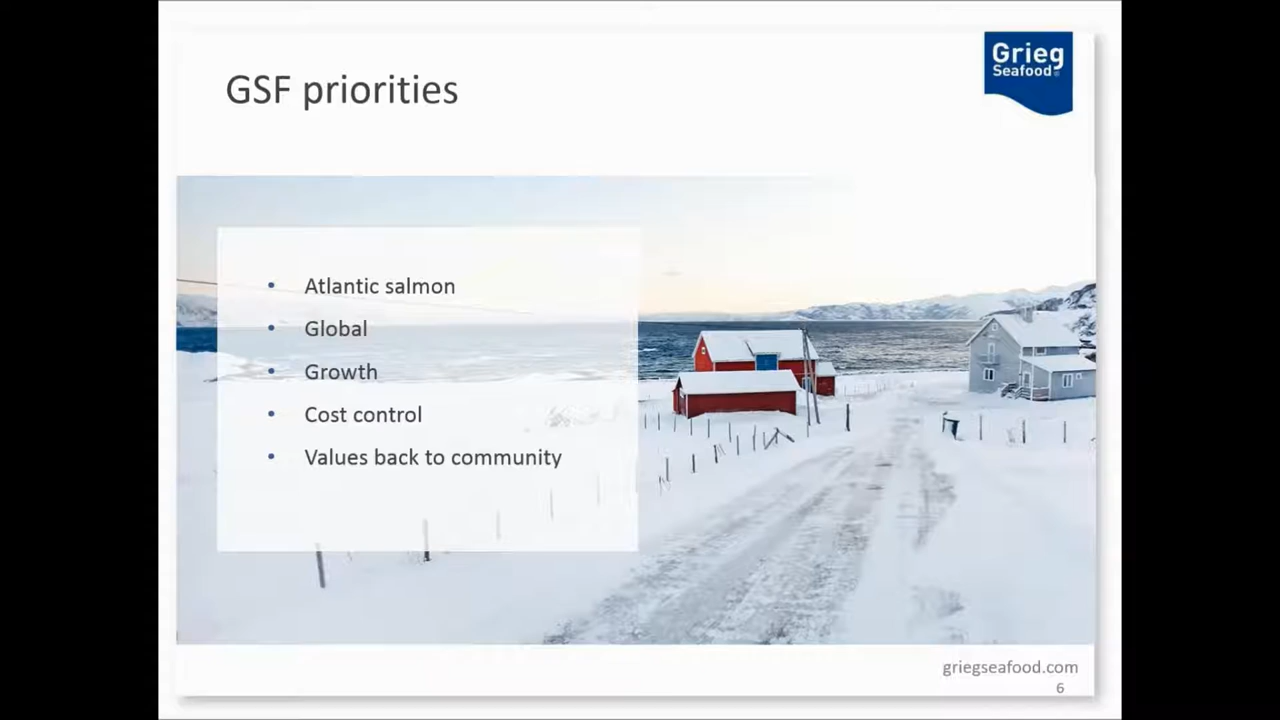 GSF priorities
Grieg
Seafood
• Atlantic salmon
• Global
• Growth
• Cost control
• Values back to community
griegseafood.com
6